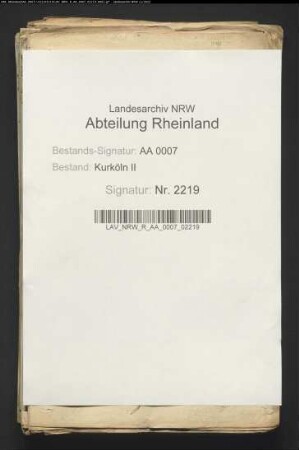 Landesarchiv NRW
Abteilung Rheinland
Bestands-Signatur: AA 0007
Bestand: Kurköln II
Signatur: Nr. 2219
LAV_NRW_R_AA_0007_02219